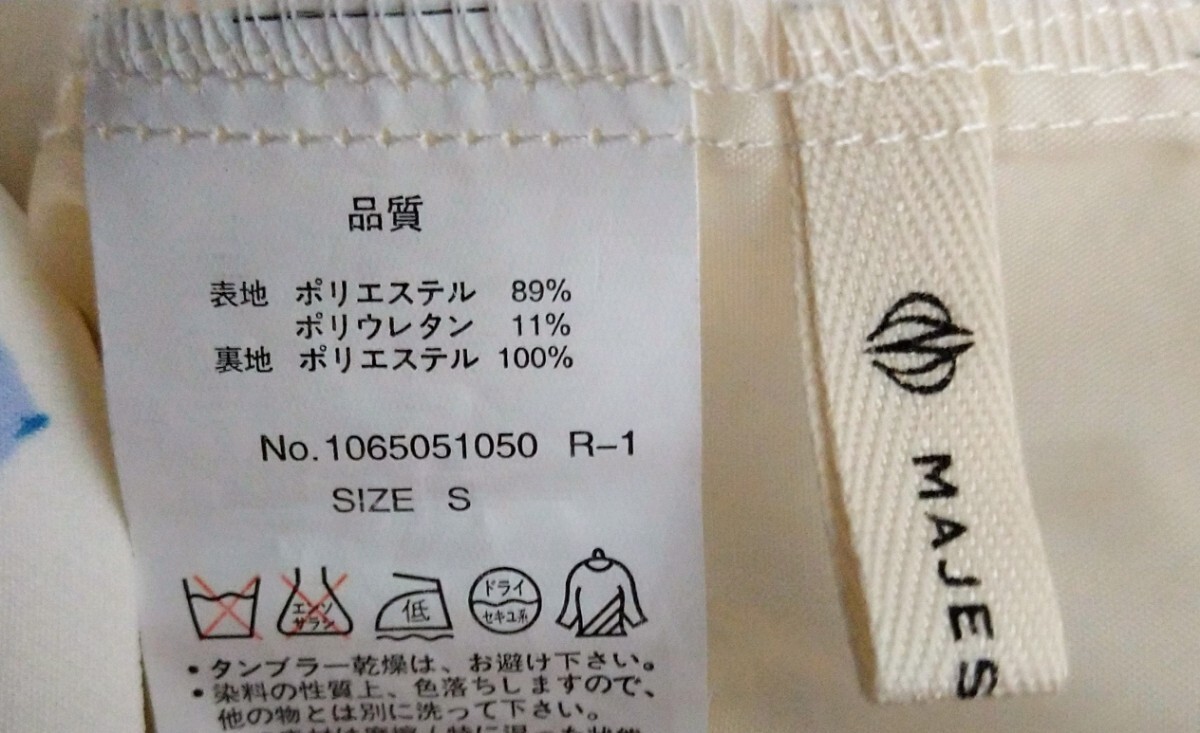 品質
表地 ポリエステル 89%
ポリウレタン 11%
裏地 ポリエステル 100%
No.1065051050 R-1
SIZE S
エンソ
サラシ
低
ドライ
セキユ系
・タンブラー乾燥は、お避け下さい。
・染料の性質上、色落ちしますので、
他の物とは別に洗って下さい。
MAJES